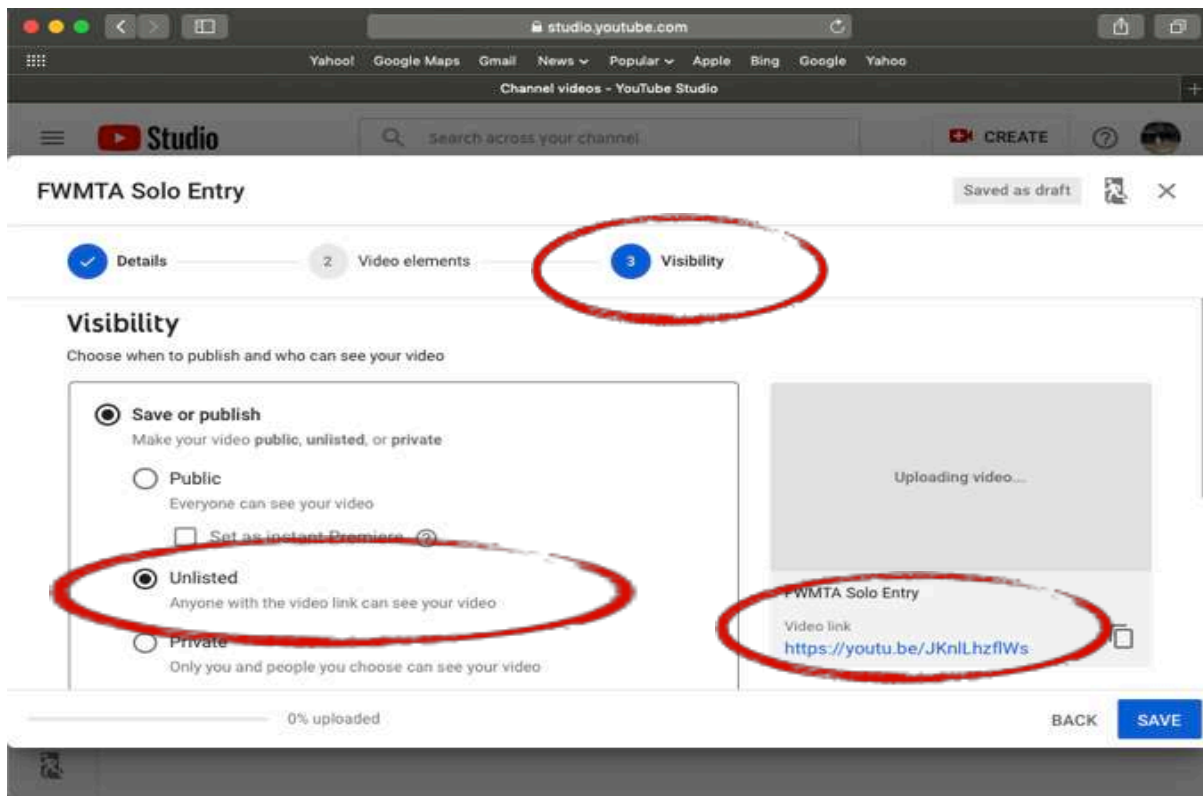 studio.youtube.com
Yahoo! Google Maps Gmail News Popular Apple Bing Google Yahoo
Channel videos - YouTube Studio
Studio Search across your channel CREATE
FWMTA Solo Entry Saved as draft
Details 2 Video elements 3 Visibility
Visibility
Choose when to publish and who can see your video
Save or publish
Make your video public, unlisted, or private
Public
Everyone can see your video
Set as instant Premiere
Unlisted
Anyone with the video link can see your video
Private
Only you and people you choose can see your video
Uploading video...
FWMTA Solo Entry
Video link
https://youtu.be/JKnlLhzflWs
0% uploaded BACK SAVE